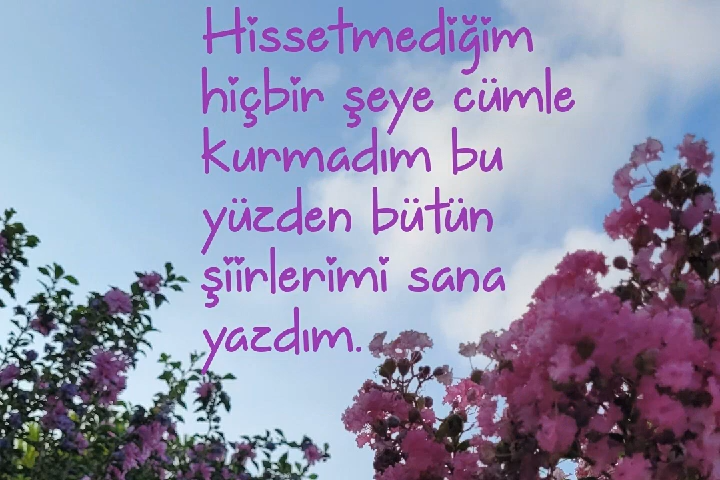 Hissetmediğim
hiçbir şeye cümle
kurmadım bu
yüzden bütün
şiirlerimi sana
yazdım.